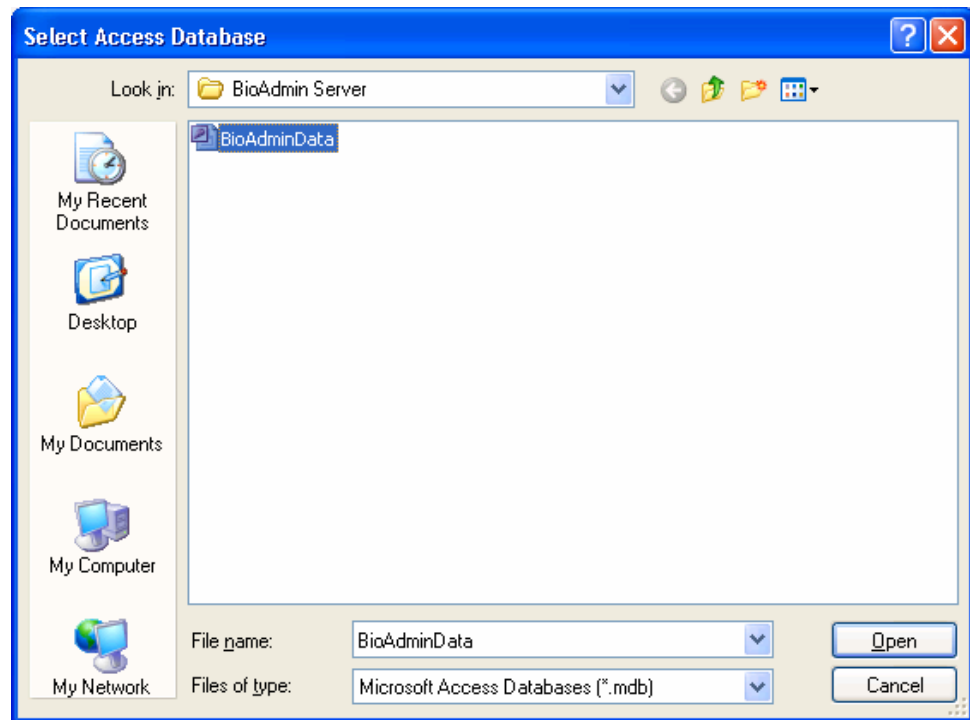 Select Access Database
Look in: BioAdmin Server
BioAdminData
My Recent
Documents
Desktop
My Documents
My Computer
My Network
File name: BioAdminData Open
Files of type: Microsoft Access Databases (*.mdb) Cancel